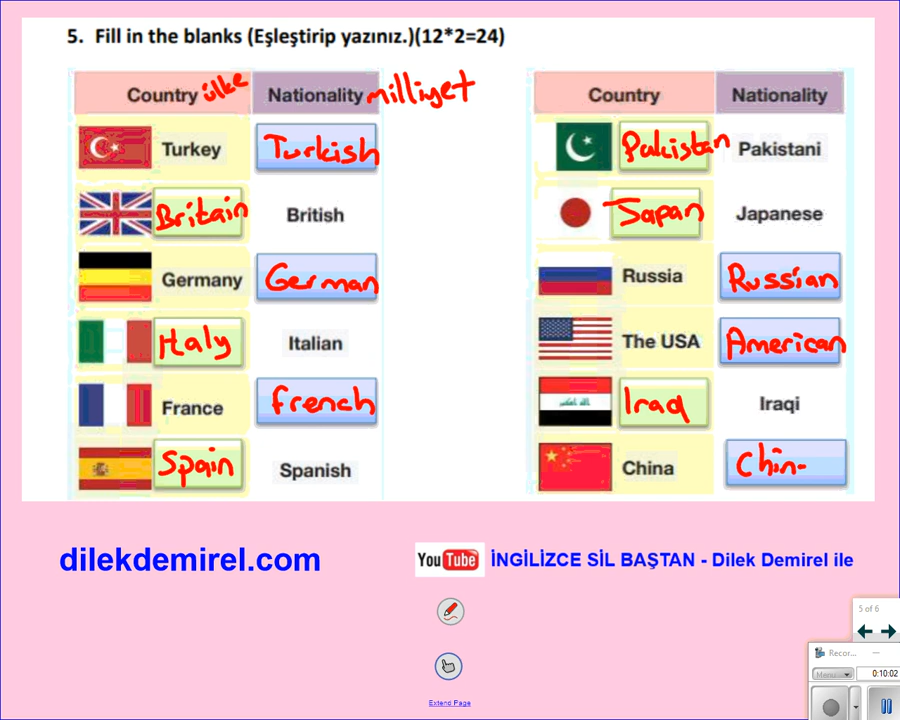 5. Fill in the blanks (Eşleştirip yazınız.)(12*2=24)
Country ülke Nationality milliyet
Turkey Turkish
Britain British
Germany German
Italy Italian
France french
Spain Spanish
Country Nationality
Pakistan Pakistani
Japan Japanese
Russia Russian
The USA American
Iraq Iraqi
China Chin-
dilekdemirel.com
YouTube İNGİLİZCE SİL BAŞTAN - Dilek Demirel ile
5 of 6
Recor...
Menu
0:10:02
Extend Page